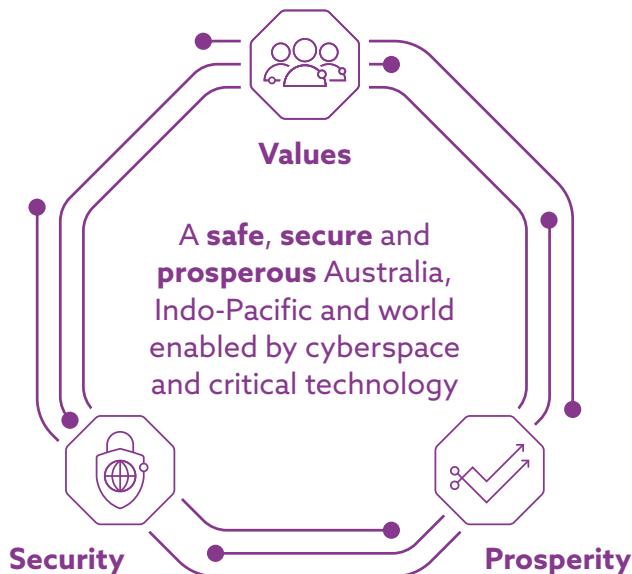 Values
A safe, secure and
prosperous Australia,
Indo-Pacific and world
enabled by cyberspace
and critical technology
Security
Prosperity